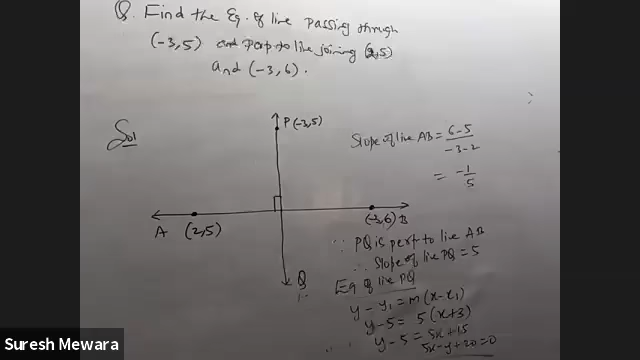 Q. Find the Eq. of line passing through
(-3,5) and perp to line joining (2,5)
and (-3,6).
Sol
P(-3,5)
Slope of line AB = 6-5 / -3-2
= -1/5
A (2,5)
(-3,6) B
∵ PQ is perp to line AB
∴ Slope of line PQ = 5
Q
Eq of line PQ
y - y₁ = m(x-x₁)
y-5 = 5(x+3)
y-5 = 5x+15
5x-y+20=0
Suresh Mewara